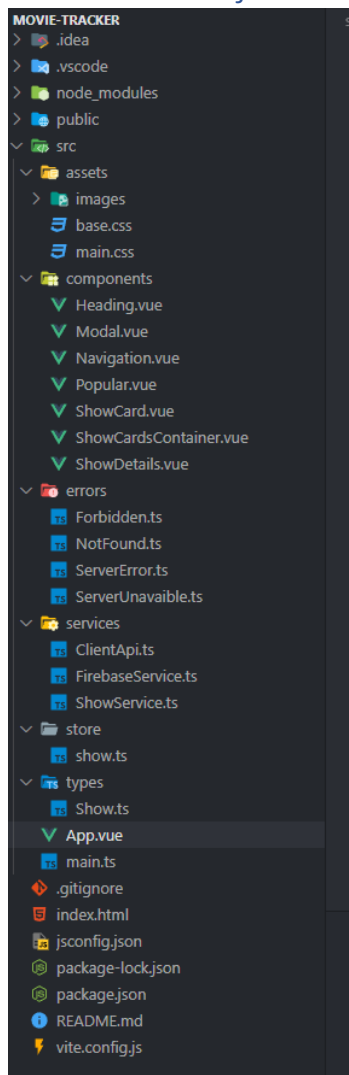 MOVIE-TRACKER
.idea
.vscode
node_modules
public
src
assets
images
base.css
main.css
components
Heading.vue
Modal.vue
Navigation.vue
Popular.vue
ShowCard.vue
ShowCardsContainer.vue
ShowDetails.vue
errors
Forbidden.ts
NotFound.ts
ServerError.ts
ServerUnavaible.ts
services
ClientApi.ts
FirebaseService.ts
ShowService.ts
store
show.ts
types
Show.ts
App.vue
main.ts
.gitignore
index.html
jsconfig.json
package-lock.json
package.json
README.md
vite.config.js